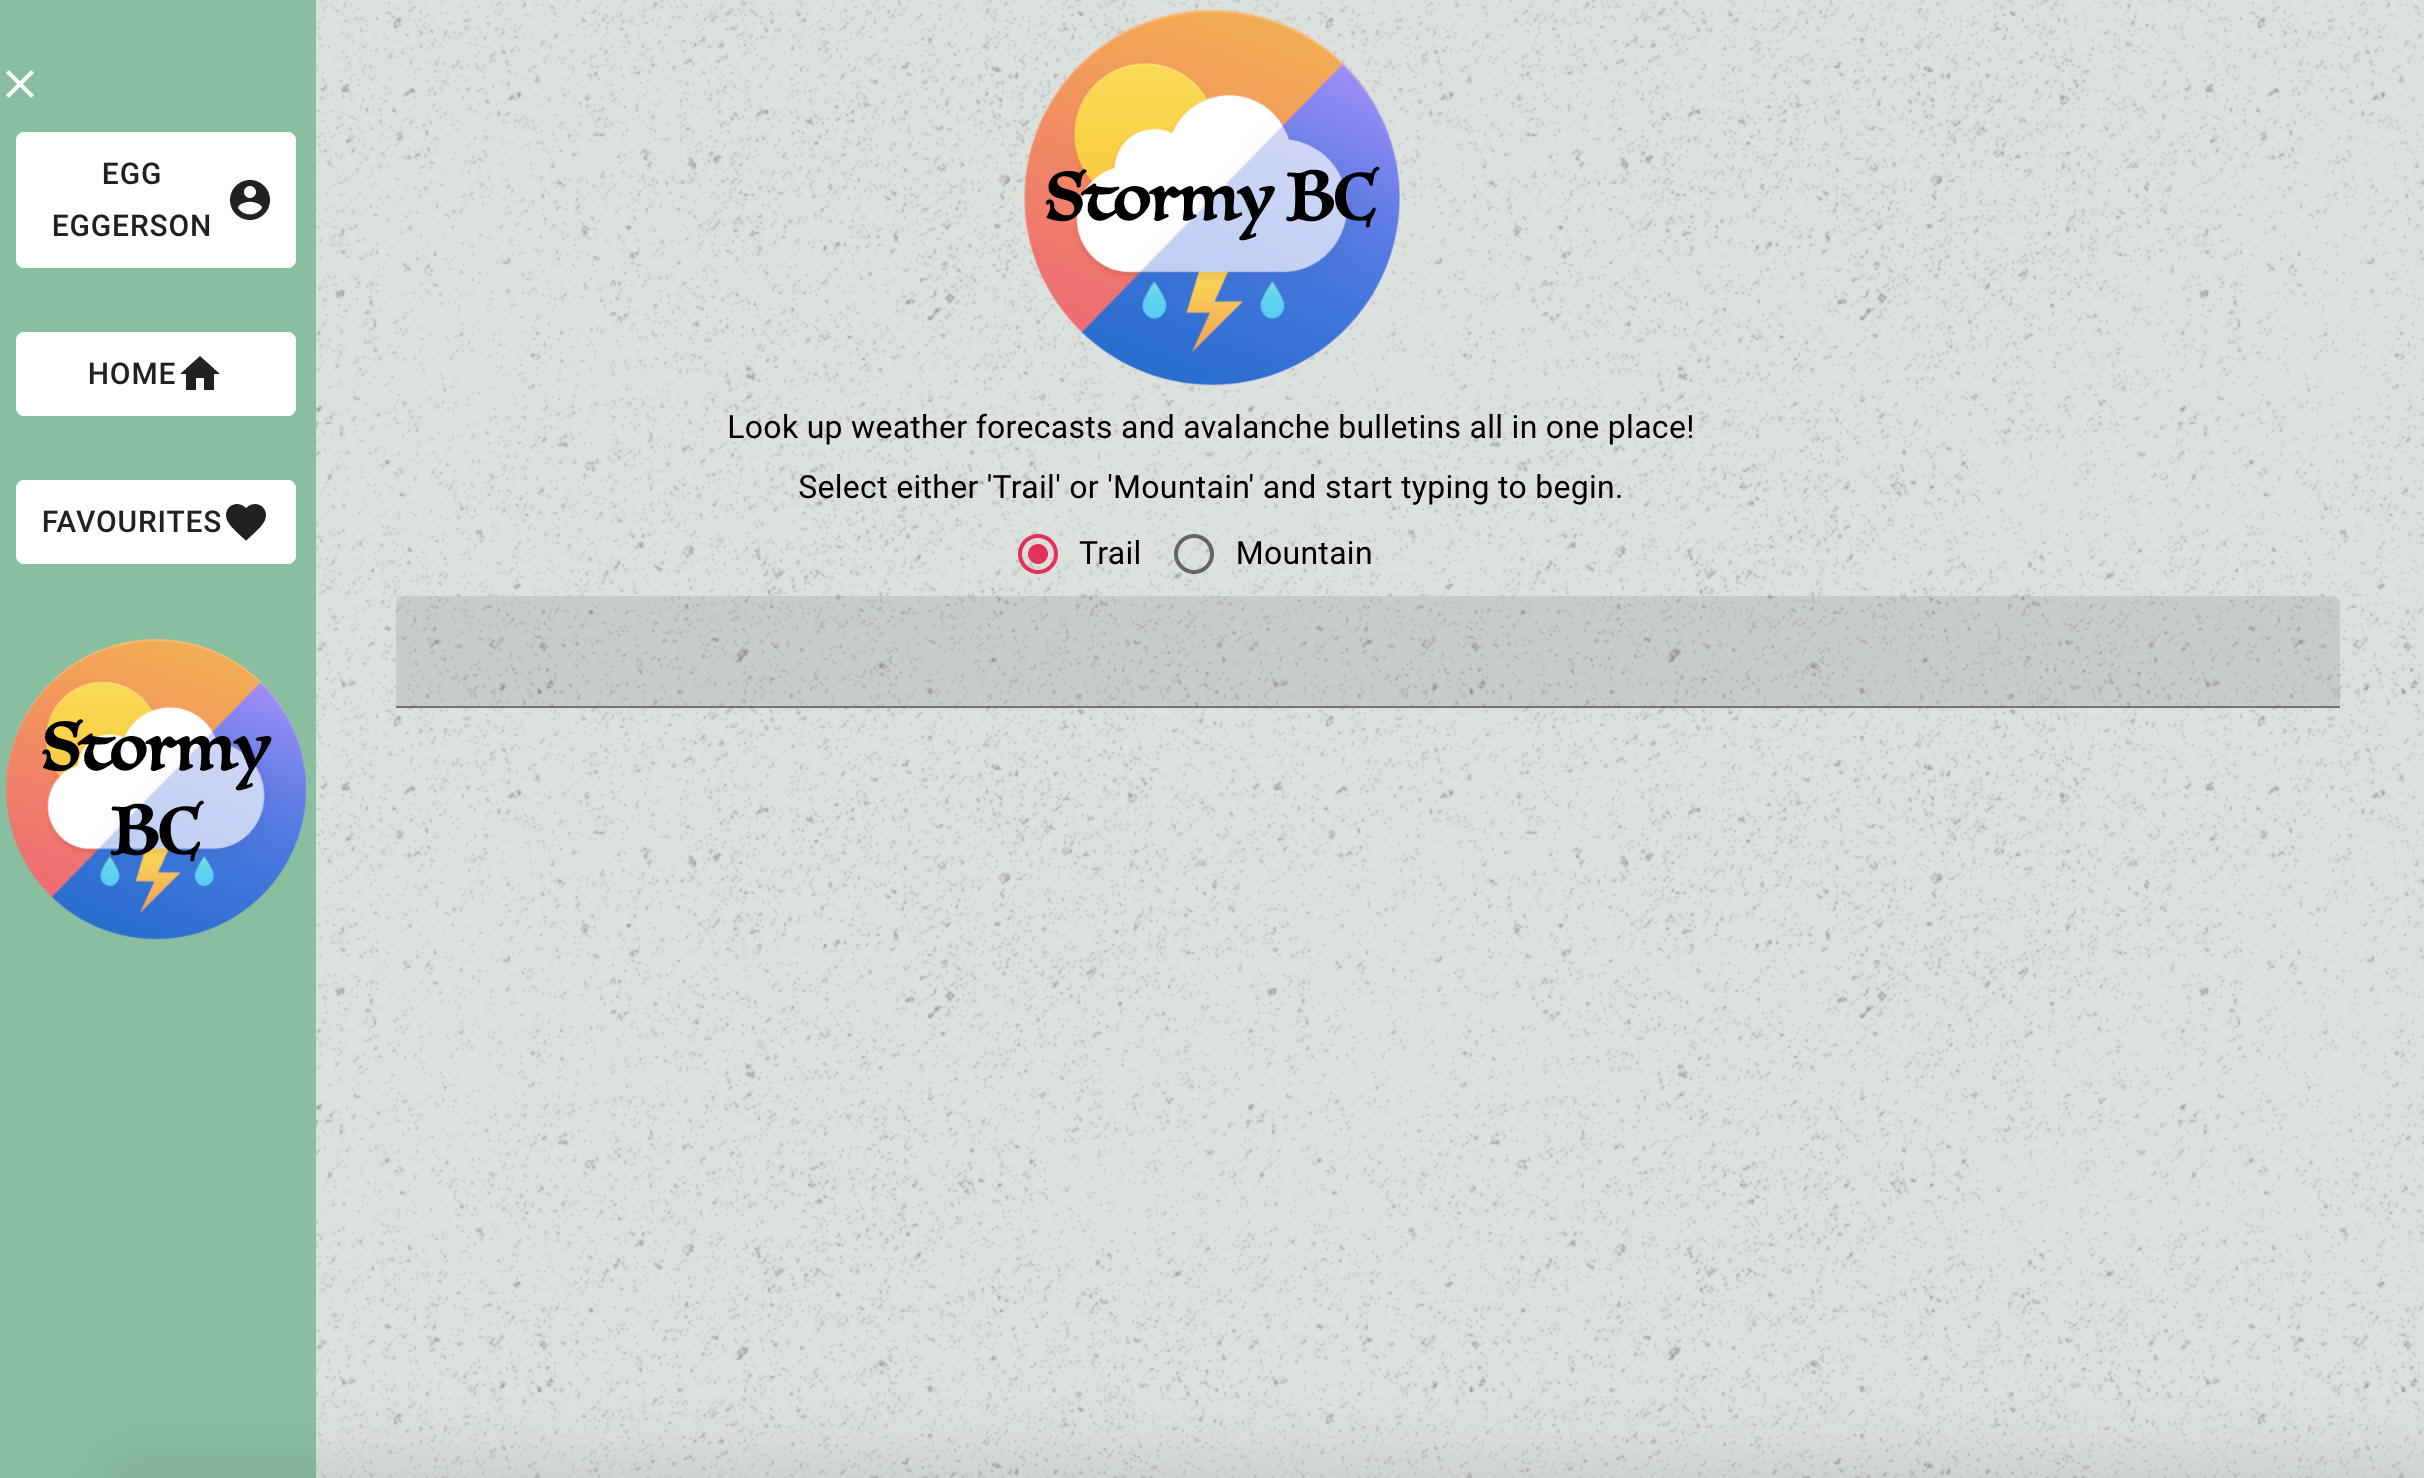 EGG
EGGERSON
HOME
FAVOURITES
Stormy
BC
Stormy BC
Look up weather forecasts and avalanche bulletins all in one place!
Select either 'Trail' or 'Mountain' and start typing to begin.
Trail Mountain